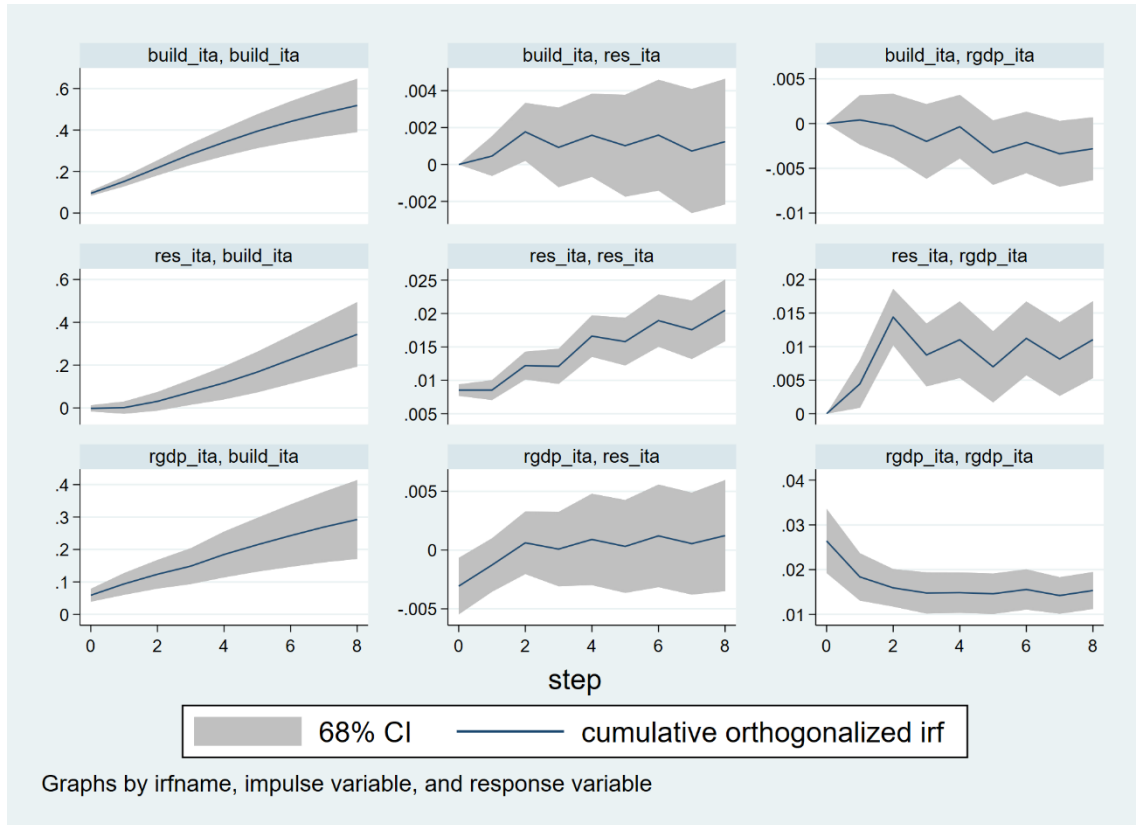 build_ita, build_ita
build_ita, res_ita
build_ita, rgdp_ita
.6
.4
.2
0
.004
.002
0
-.002
.005
0
-.005
-.01
res_ita, build_ita
res_ita, res_ita
res_ita, rgdp_ita
.6
.4
.2
0
.025
.02
.015
.01
.005
.02
.015
.01
.005
0
rgdp_ita, build_ita
rgdp_ita, res_ita
rgdp_ita, rgdp_ita
.4
.3
.2
.1
0
.005
0
-.005
.04
.03
.02
.01
0 2 4 6 8
0 2 4 6 8
0 2 4 6 8
step
68% CI
cumulative orthogonalized irf
Graphs by irfname, impulse variable, and response variable